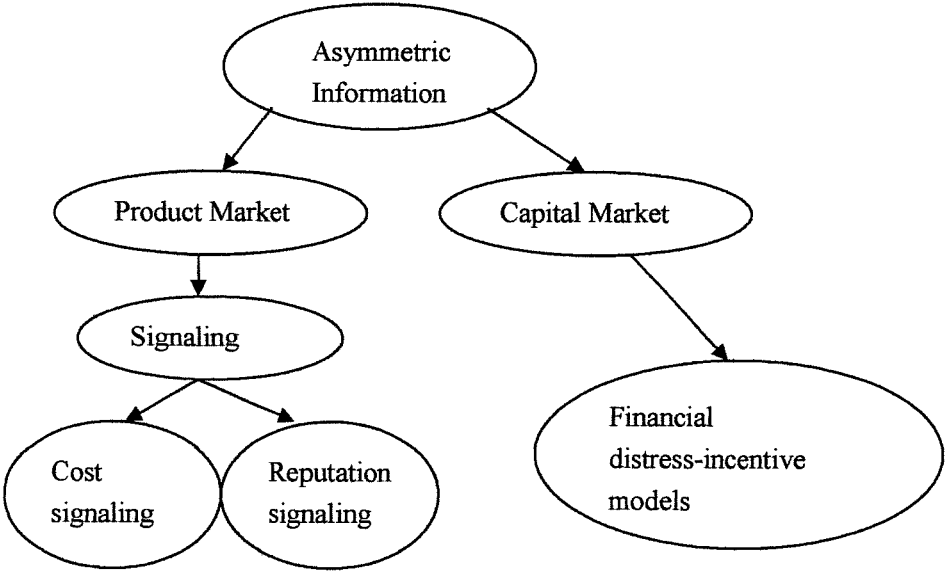 Asymmetric
Information
Product Market
Capital Market
Signaling
Cost
signaling
Reputation
signaling
Financial
distress-incentive
models